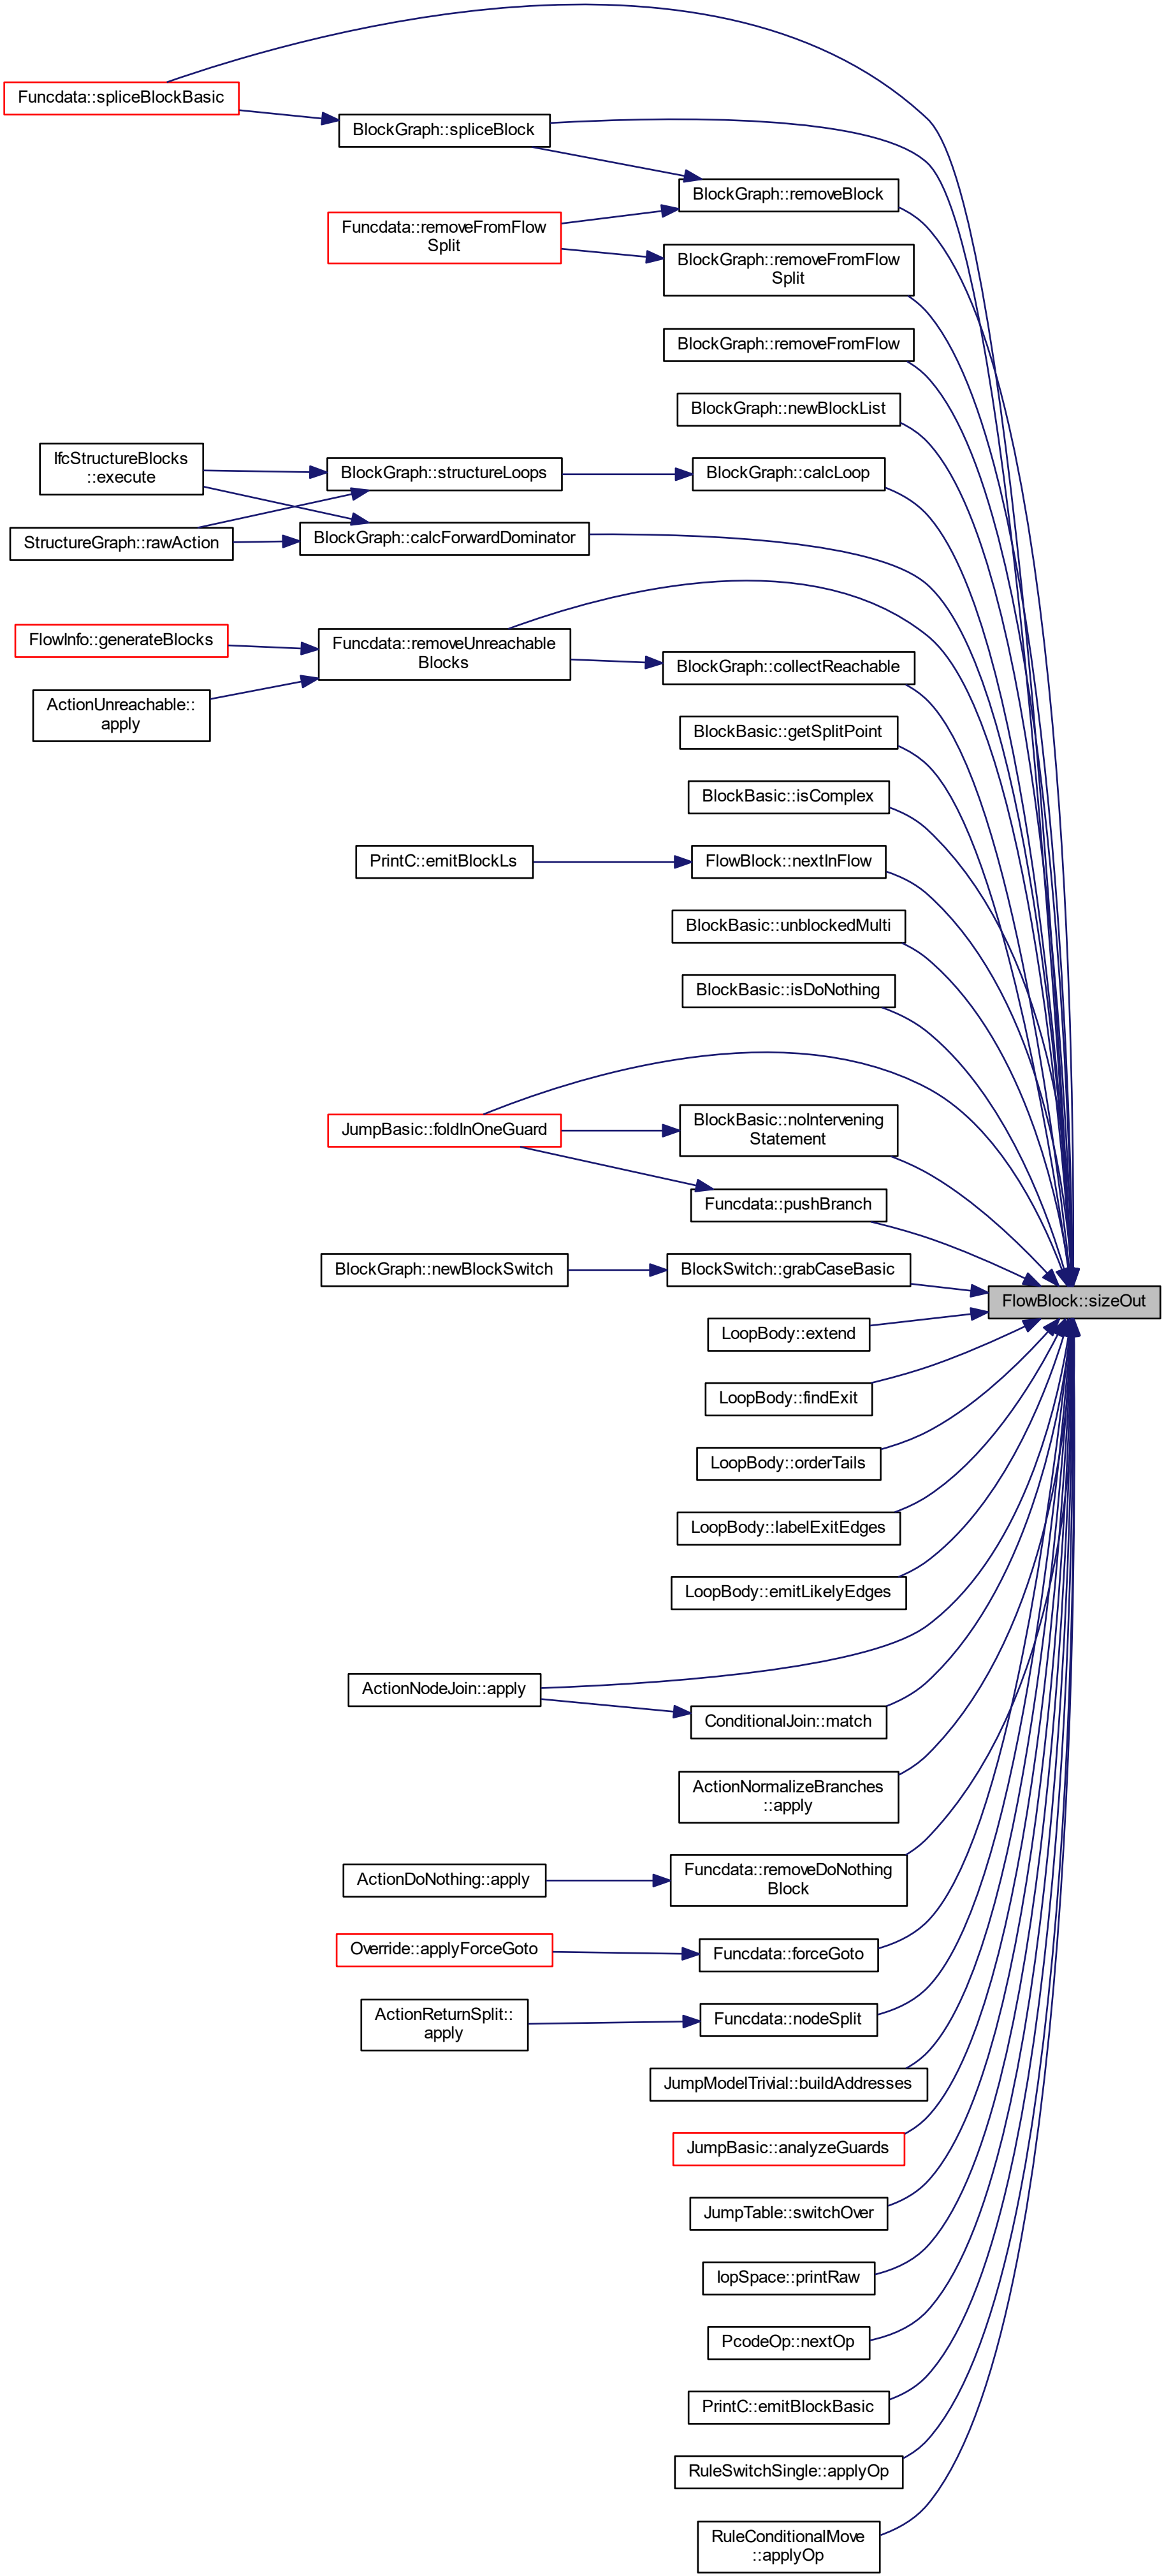 Funcdata::spliceBlockBasic
BlockGraph::spliceBlock
BlockGraph::removeBlock
Funcdata::removeFromFlow
Split
BlockGraph::removeFromFlow
Split
BlockGraph::removeFromFlow
BlockGraph::newBlockList
IfcStructureBlocks
::execute
BlockGraph::structureLoops
BlockGraph::calcLoop
StructureGraph::rawAction
BlockGraph::calcForwardDominator
FlowInfo::generateBlocks
Funcdata::removeUnreachable
Blocks
BlockGraph::collectReachable
ActionUnreachable::
apply
BlockBasic::getSplitPoint
BlockBasic::isComplex
PrintC::emitBlockLs
FlowBlock::nextInFlow
BlockBasic::unblockedMulti
BlockBasic::isDoNothing
JumpBasic::foldInOneGuard
BlockBasic::noIntervening
Statement
Funcdata::pushBranch
BlockGraph::newBlockSwitch
BlockSwitch::grabCaseBasic
FlowBlock::sizeOut
LoopBody::extend
LoopBody::findExit
LoopBody::orderTails
LoopBody::labelExitEdges
LoopBody::emitLikelyEdges
ActionNodeJoin::apply
ConditionalJoin::match
ActionNormalizeBranches
::apply
ActionDoNothing::apply
Funcdata::removeDoNothing
Block
Override::applyForceGoto
Funcdata::forceGoto
ActionReturnSplit::
apply
Funcdata::nodeSplit
JumpModelTrivial::buildAddresses
JumpBasic::analyzeGuards
JumpTable::switchOver
IopSpace::printRaw
PcodeOp::nextOp
PrintC::emitBlockBasic
RuleSwitchSingle::applyOp
RuleConditionalMove
::applyOp